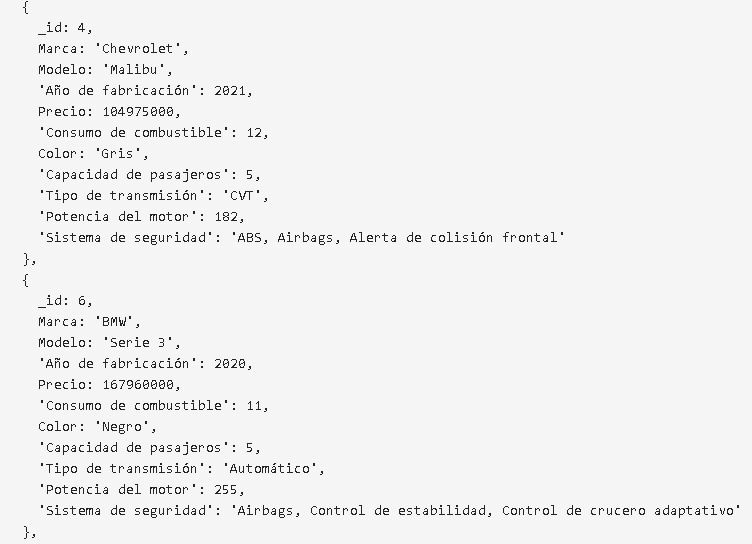 {
_id: 4,
Marca: 'Chevrolet',
Modelo: 'Malibu',
'Año de fabricación': 2021,
Precio: 104975000,
'Consumo de combustible': 12,
Color: 'Gris',
'Capacidad de pasajeros': 5,
'Tipo de transmisión': 'CVT',
'Potencia del motor': 182,
'Sistema de seguridad': 'ABS, Airbags, Alerta de colisión frontal'
},
{
_id: 6,
Marca: 'BMW',
Modelo: 'Serie 3',
'Año de fabricación': 2020,
Precio: 167960000,
'Consumo de combustible': 11,
Color: 'Negro',
'Capacidad de pasajeros': 5,
'Tipo de transmisión': 'Automático',
'Potencia del motor': 255,
'Sistema de seguridad': 'Airbags, Control de estabilidad, Control de crucero adaptativo'
},